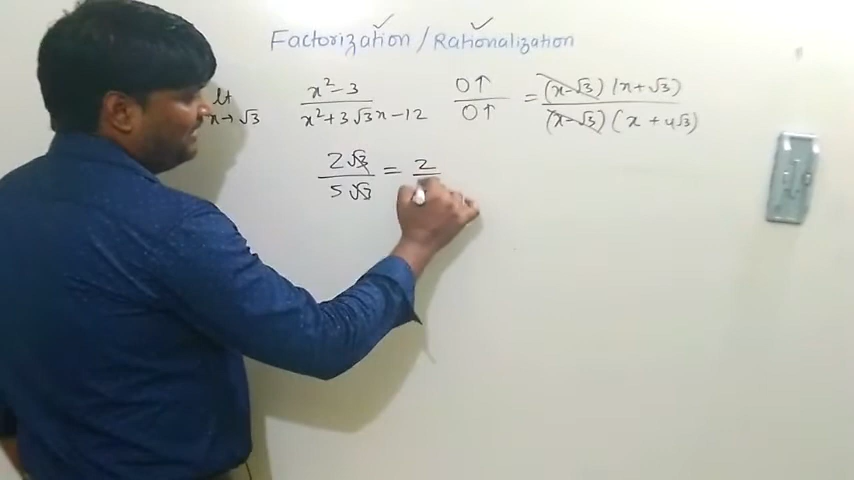 Factorization / Rationalization
lt x→√3 x²-3 / x²+3√3x-12 0↑ / 0↑ = (x-√3) (x+√3) / (x-√3) (x+4√3)
2√3 / 5√3 = 2